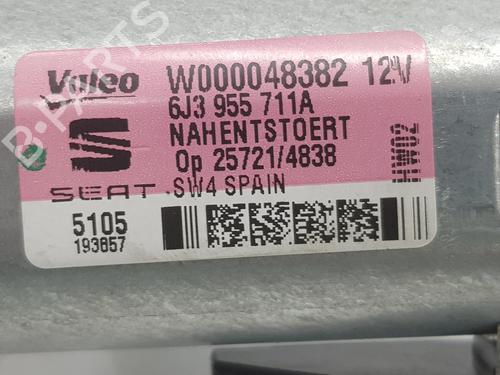 Valeo W000048382 12V
6J3 955 711A
NAHENTSTOERT
Op 25721/4838
SEAT SW4 SPAIN
HW02
5105
193857
B-PARTS